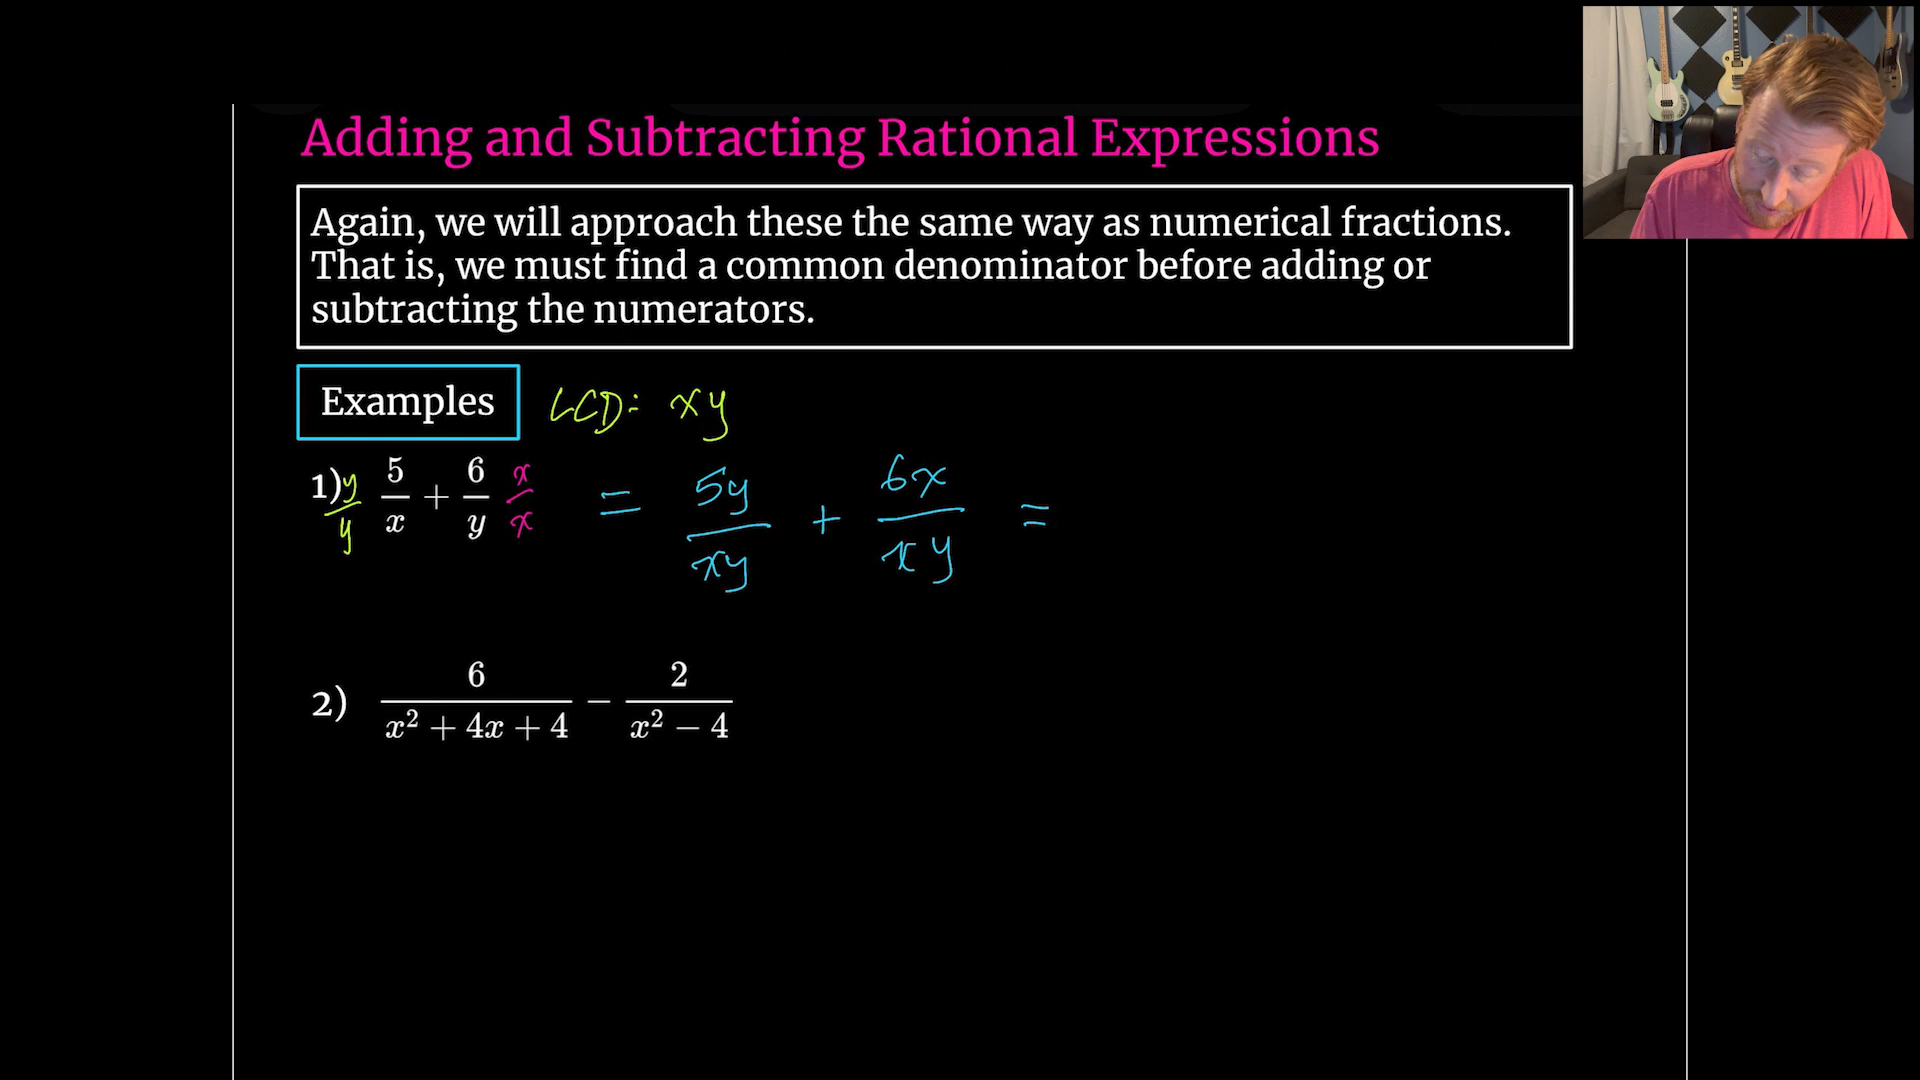 Adding and Subtracting Rational Expressions
Again, we will approach these the same way as numerical fractions.
That is, we must find a common denominator before adding or
subtracting the numerators.
Examples LCD: xy
1) y/y 5/x + 6/y x/x = 5y/xy + 6x/xy =
2) 6/(x² + 4x + 4) − 2/(x² − 4)